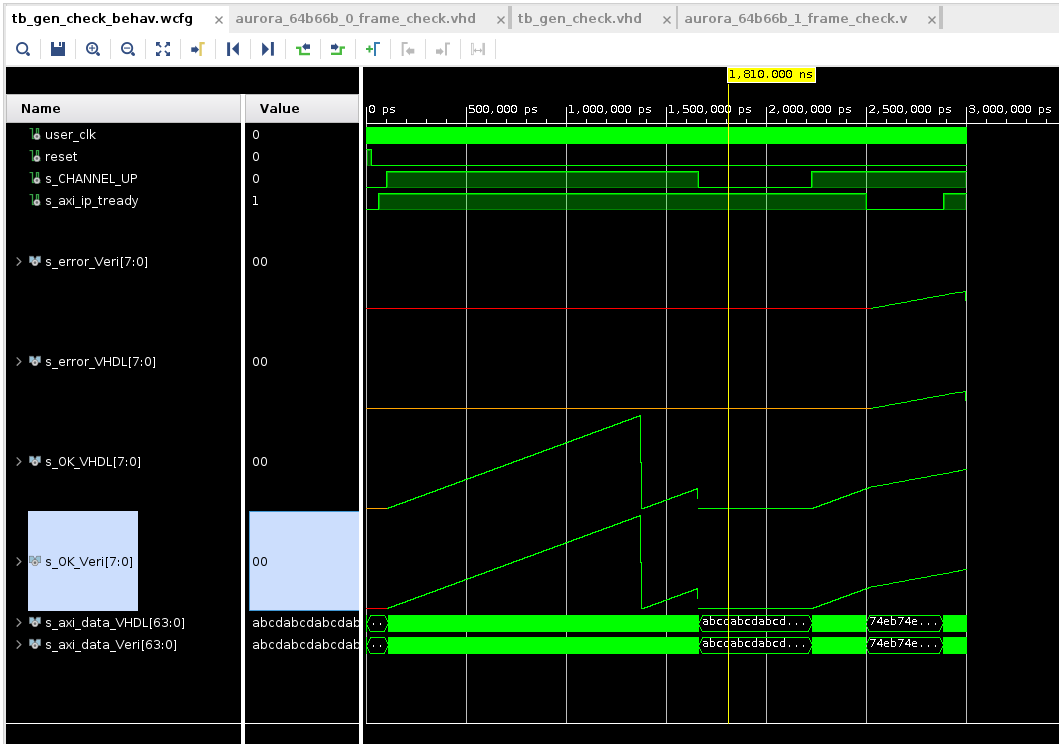 tb_gen_check_behav.wcfg × aurora_64b66b_0_frame_check.vhd × tb_gen_check.vhd × aurora_64b66b_1_frame_check.v ×
1,810.000 ns
Name Value 0 ps 500,000 ps 1,000,000 ps 1,500,000 ps 2,000,000 ps 2,500,000 ps 3,000,000 ps
user_clk 0
reset 0
s_CHANNEL_UP 0
s_axi_ip_tready 1
s_error_Veri[7:0] 00
s_error_VHDL[7:0] 00
s_OK_VHDL[7:0] 00
s_OK_Veri[7:0] 00
s_axi_data_VHDL[63:0] abcdabcdabcdab .. abcdabcdabcd... 74eb74e...
s_axi_data_Veri[63:0] abcdabcdabcdab .. abcdabcdabcd... 74eb74e...